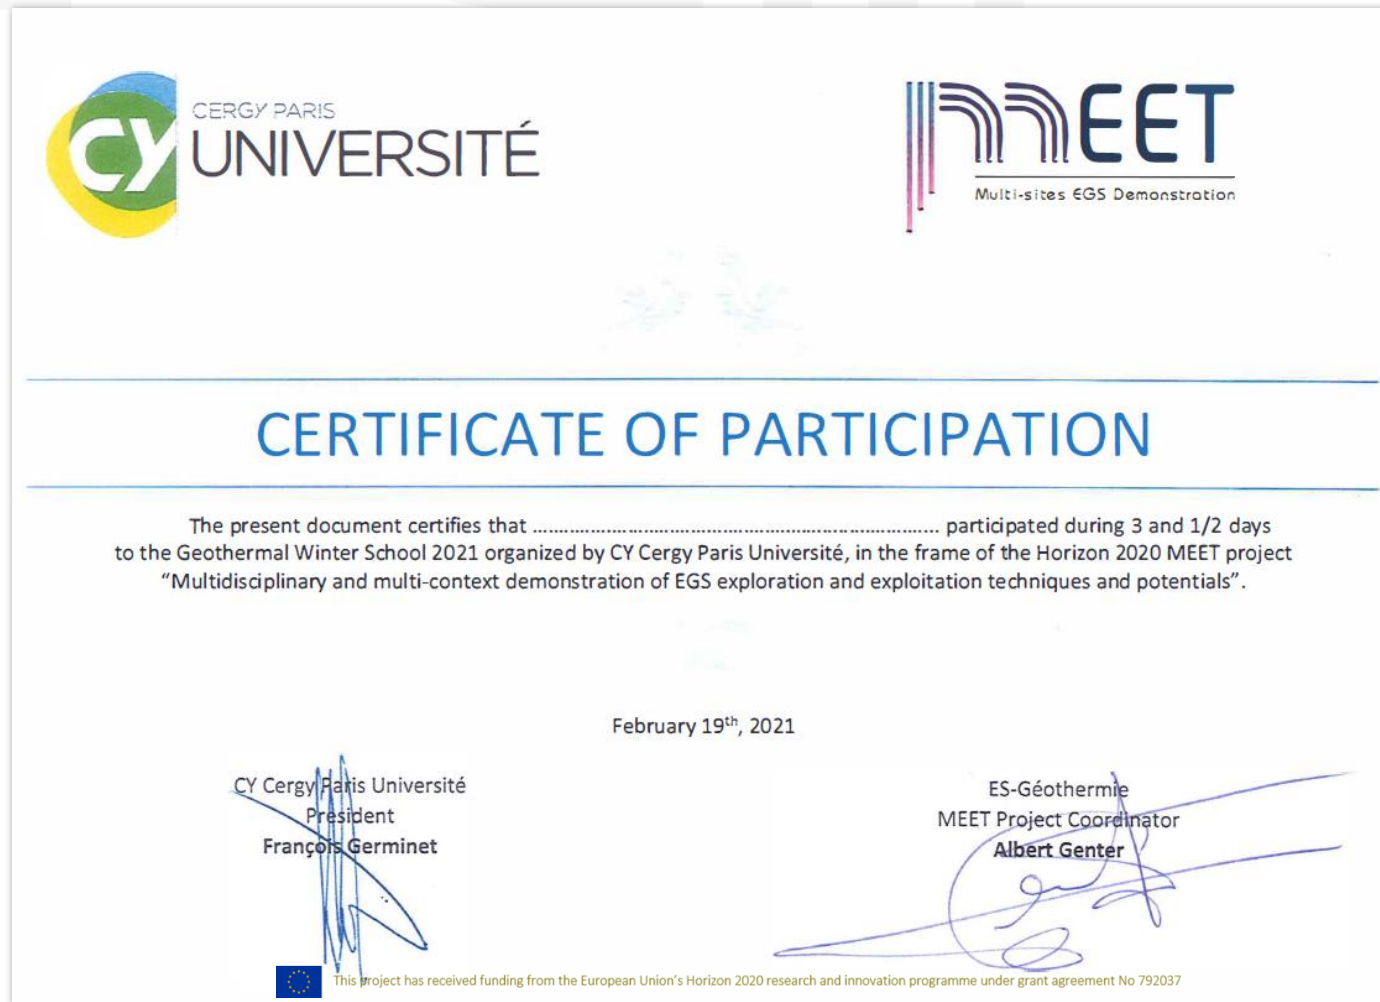 CY
CERGY PARIS
UNIVERSITÉ
MEET
Multi-sites EGS Demonstration
CERTIFICATE OF PARTICIPATION
The present document certifies that ................................................................................ participated during 3 and 1/2 days
to the Geothermal Winter School 2021 organized by CY Cergy Paris Université, in the frame of the Horizon 2020 MEET project
“Multidisciplinary and multi-context demonstration of EGS exploration and exploitation techniques and potentials”.
February 19th, 2021
CY Cergy Paris Université
President
François Germinet
ES-Géothermie
MEET Project Coordinator
Albert Genter
This project has received funding from the European Union’s Horizon 2020 research and innovation programme under grant agreement No 792037